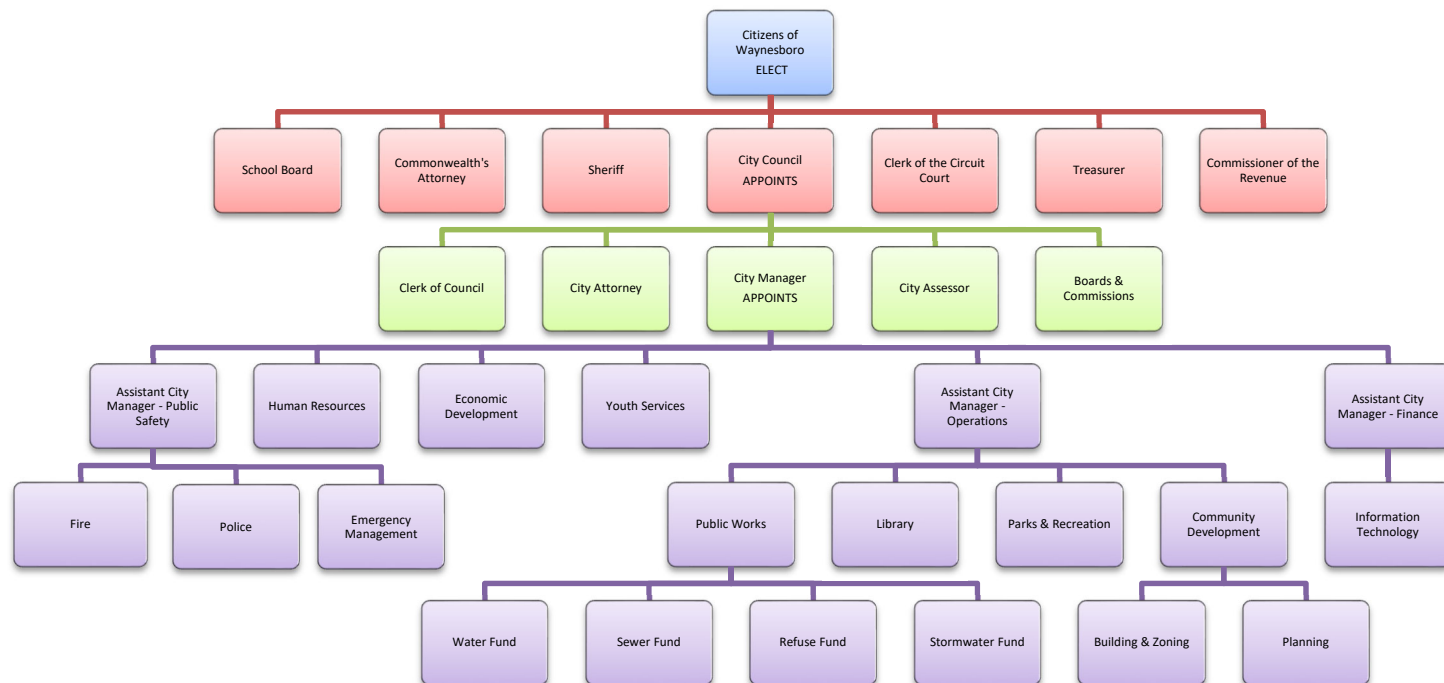 Citizens of
Waynesboro
ELECT
School Board
Commonwealth's
Attorney
Sheriff
City Council
APPOINTS
Clerk of the Circuit
Court
Treasurer
Commissioner of the
Revenue
Clerk of Council
City Attorney
City Manager
APPOINTS
City Assessor
Boards &
Commissions
Assistant City
Manager - Public
Safety
Human Resources
Economic
Development
Youth Services
Assistant City
Manager -
Operations
Assistant City
Manager - Finance
Fire
Police
Emergency
Management
Public Works
Library
Parks & Recreation
Community
Development
Information
Technology
Water Fund
Sewer Fund
Refuse Fund
Stormwater Fund
Building & Zoning
Planning